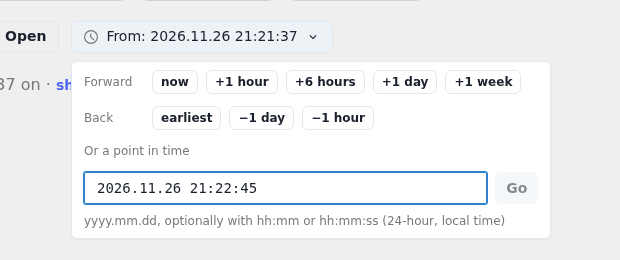 Open From: 2026.11.26 21:21:37
37 on · sh
Forward now +1 hour +6 hours +1 day +1 week
Back earliest −1 day −1 hour
Or a point in time
2026.11.26 21:22:45 Go
yyyy.mm.dd, optionally with hh:mm or hh:mm:ss (24-hour, local time)